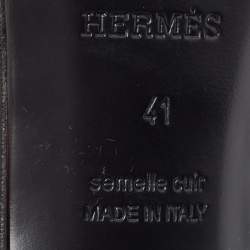 HERMÈS
41
semelle cuir
MADE IN ITALY